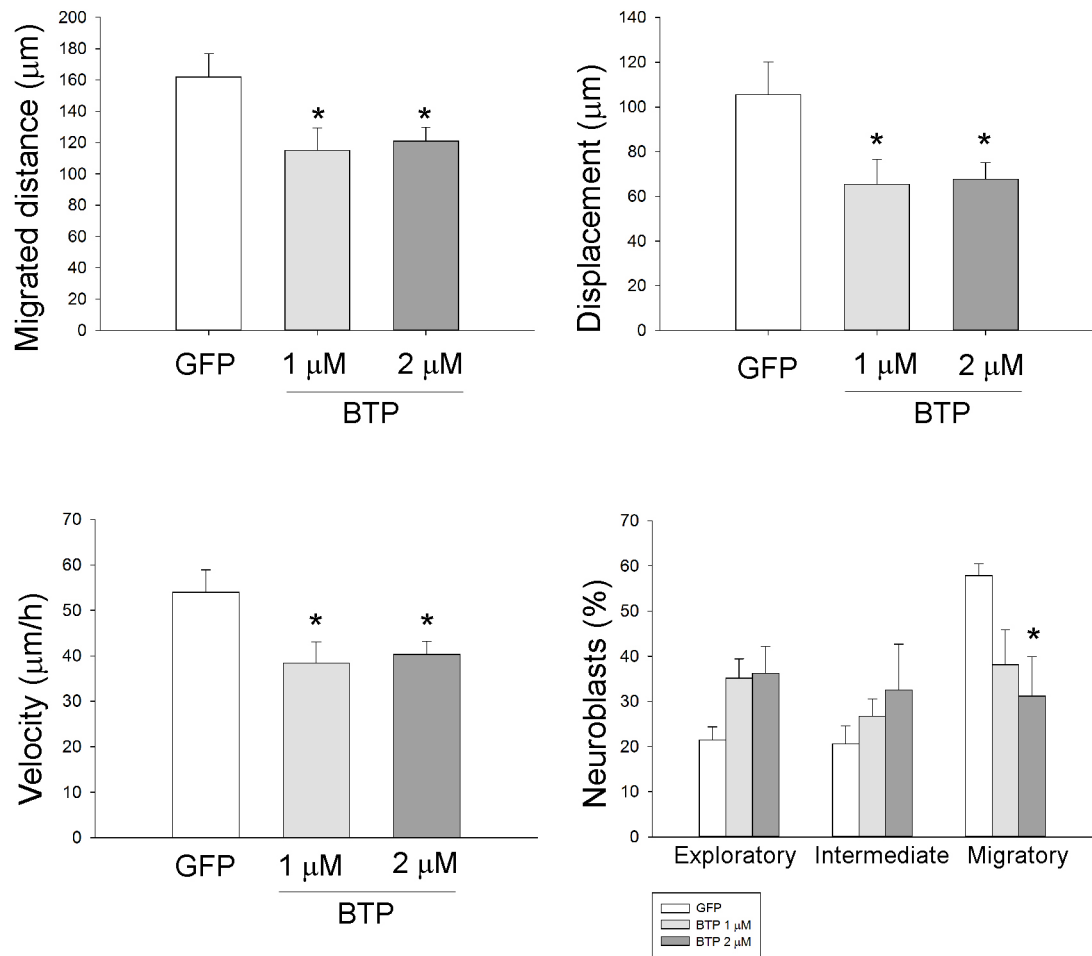 Migrated distance (μm)
200
180
160
140
120
100
80
60
40
20
0
*
*
GFP
1 μM
2 μM
BTP
Displacement (μm)
140
120
100
80
60
40
20
0
*
*
GFP
1 μM
2 μM
BTP
Velocity (μm/h)
70
60
50
40
30
20
10
0
*
*
GFP
1 μM
2 μM
BTP
Neuroblasts (%)
70
60
50
40
30
20
10
0
*
Exploratory
Intermediate
Migratory
GFP
BTP 1 μM
BTP 2 μM